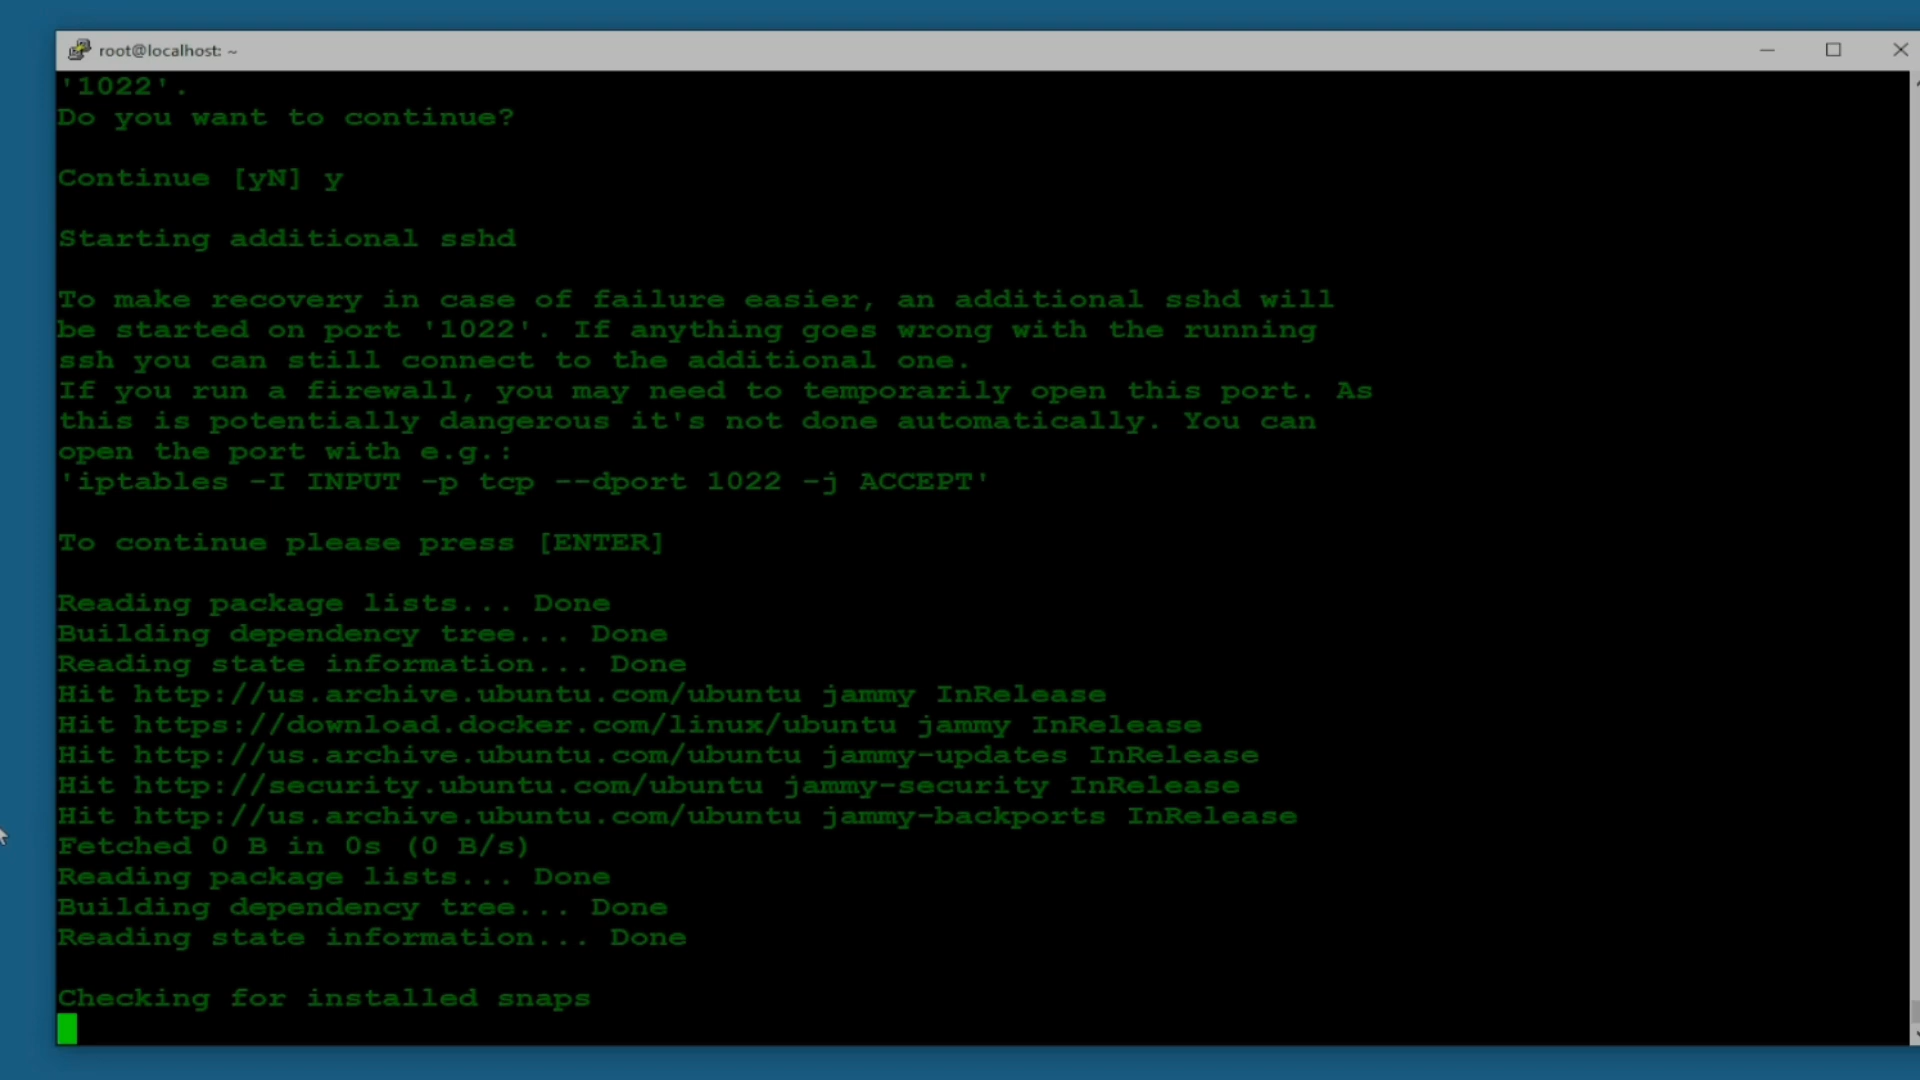 root@localhost: ~
'1022'.
Do you want to continue?
Continue [yN] y
Starting additional sshd
To make recovery in case of failure easier, an additional sshd will
be started on port '1022'. If anything goes wrong with the running
ssh you can still connect to the additional one.
If you run a firewall, you may need to temporarily open this port. As
this is potentially dangerous it's not done automatically. You can
open the port with e.g.:
'iptables -I INPUT -p tcp --dport 1022 -j ACCEPT'
To continue please press [ENTER]
Reading package lists... Done
Building dependency tree... Done
Reading state information... Done
Hit http://us.archive.ubuntu.com/ubuntu jammy InRelease
Hit https://download.docker.com/linux/ubuntu jammy InRelease
Hit http://us.archive.ubuntu.com/ubuntu jammy-updates InRelease
Hit http://security.ubuntu.com/ubuntu jammy-security InRelease
Hit http://us.archive.ubuntu.com/ubuntu jammy-backports InRelease
Fetched 0 B in 0s (0 B/s)
Reading package lists... Done
Building dependency tree... Done
Reading state information... Done
Checking for installed snaps